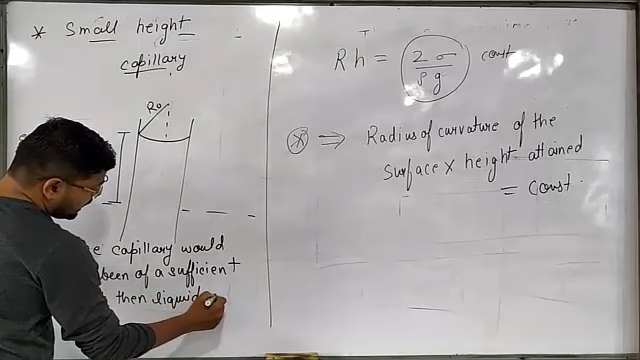 * Small height
capillary
R₀
e capillary would
been of a sufficient
then liquid
R h = 2σ / ρg const
* ⇒ Radius of curvature of the
surface × height attained
= const.